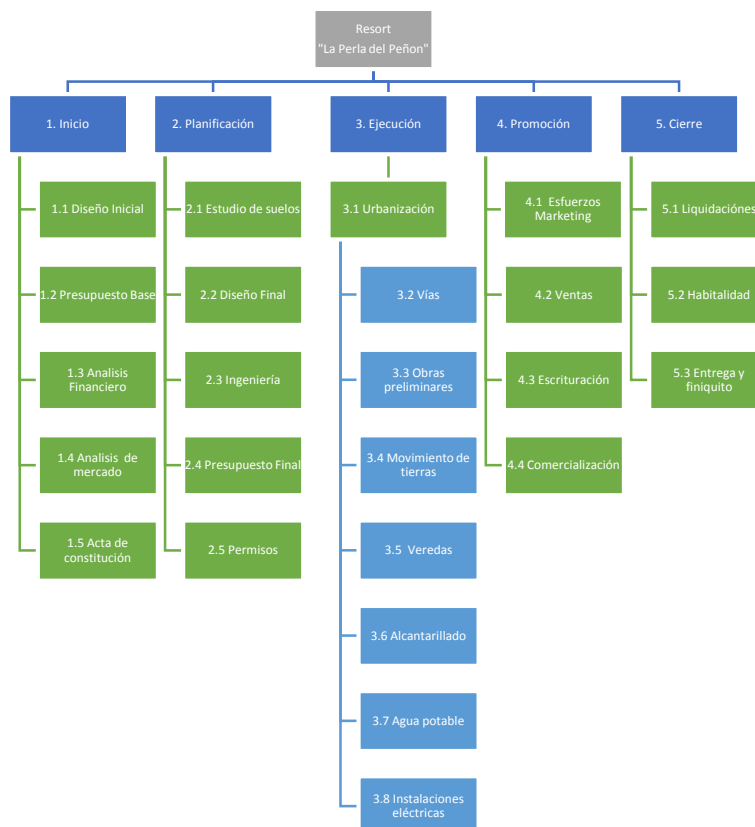 Resort
"La Perla del Peñon"
1. Inicio
2. Planificación
3. Ejecución
4. Promoción
5. Cierre
1.1 Diseño Inicial
1.2 Presupuesto Base
1.3 Analisis
Financiero
1.4 Analisis de
mercado
1.5 Acta de
constitución
2.1 Estudio de suelos
2.2 Diseño Final
2.3 Ingeniería
2.4 Presupuesto Final
2.5 Permisos
3.1 Urbanización
3.2 Vías
3.3 Obras
preliminares
3.4 Movimiento de
tierras
3.5 Veredas
3.6 Alcantarillado
3.7 Agua potable
3.8 Instalaciones
eléctricas
4.1 Esfuerzos
Marketing
4.2 Ventas
4.3 Escrituración
4.4 Comercialización
5.1 Liquidaciónes
5.2 Habitalidad
5.3 Entrega y
finiquito